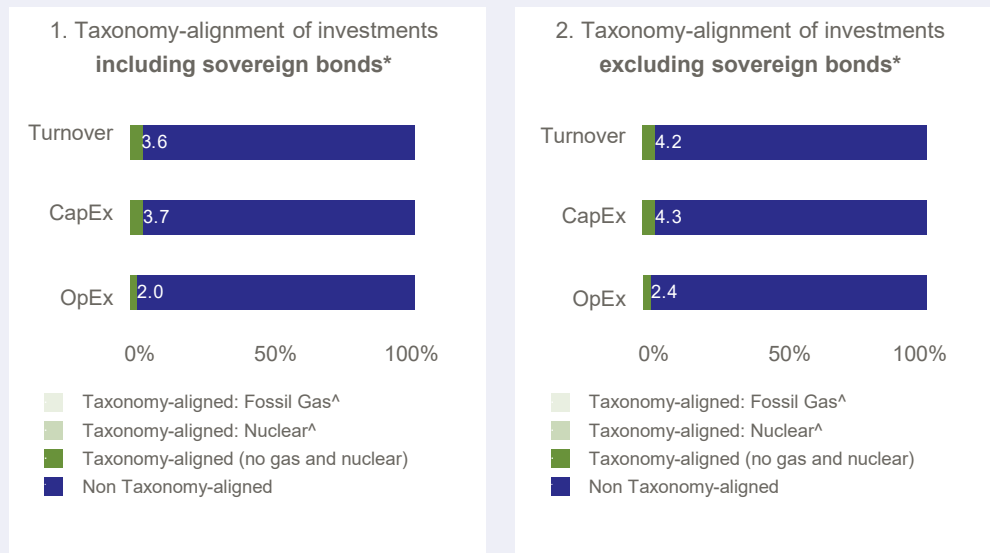 1. Taxonomy-alignment of investments
including sovereign bonds*
Turnover
3.6
CapEx
3.7
OpEx
2.0
0% 50% 100%
Taxonomy-aligned: Fossil Gas^
Taxonomy-aligned: Nuclear^
Taxonomy-aligned (no gas and nuclear)
Non Taxonomy-aligned
2. Taxonomy-alignment of investments
excluding sovereign bonds*
Turnover
4.2
CapEx
4.3
OpEx
2.4
0% 50% 100%
Taxonomy-aligned: Fossil Gas^
Taxonomy-aligned: Nuclear^
Taxonomy-aligned (no gas and nuclear)
Non Taxonomy-aligned